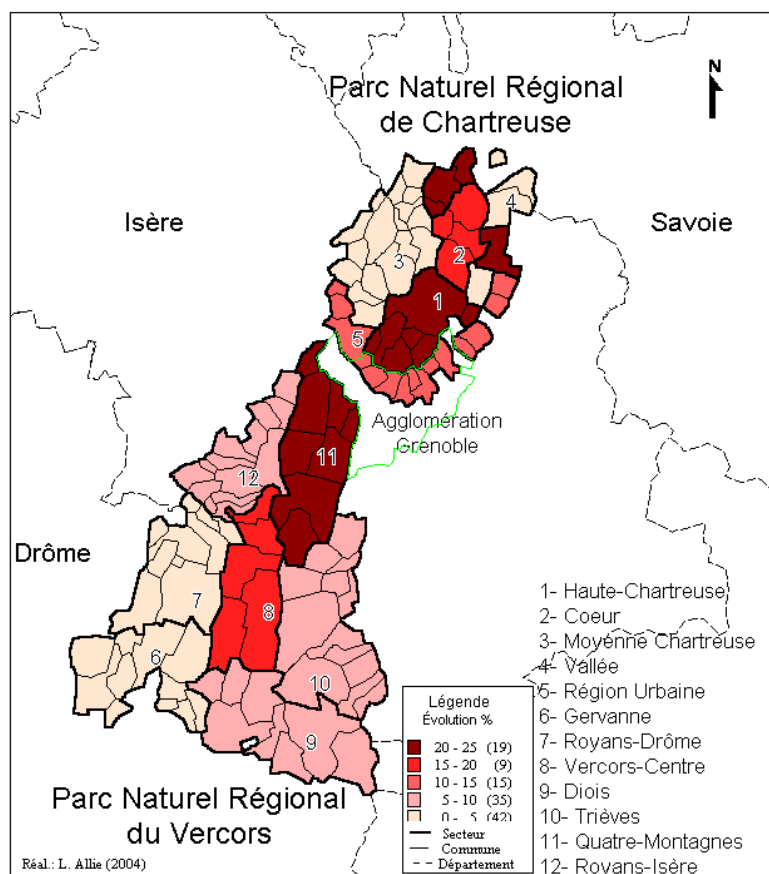 Parc Naturel Régional
de Chartreuse
N
Isère
Savoie
4
2
3
1
5
Agglomération
Grenoble
11
12
Drôme
7
8
6
10
9
1- Haute-Chartreuse
2- Coeur
3- Moyenne Chartreuse
4- Vallée
5- Région Urbaine
6- Gervanne
7- Royans-Drôme
8- Vercors-Centre
9- Diois
10- Trièves
11- Quatre-Montagnes
12- Royans-Isère
Légende
Évolution %
20 - 25 (19)
15 - 20 (9)
10 - 15 (15)
5 - 10 (35)
0 - 5 (42)
Secteur
Commune
Département
Parc Naturel Régional
du Vercors
Réal.: L. Allie (2004)